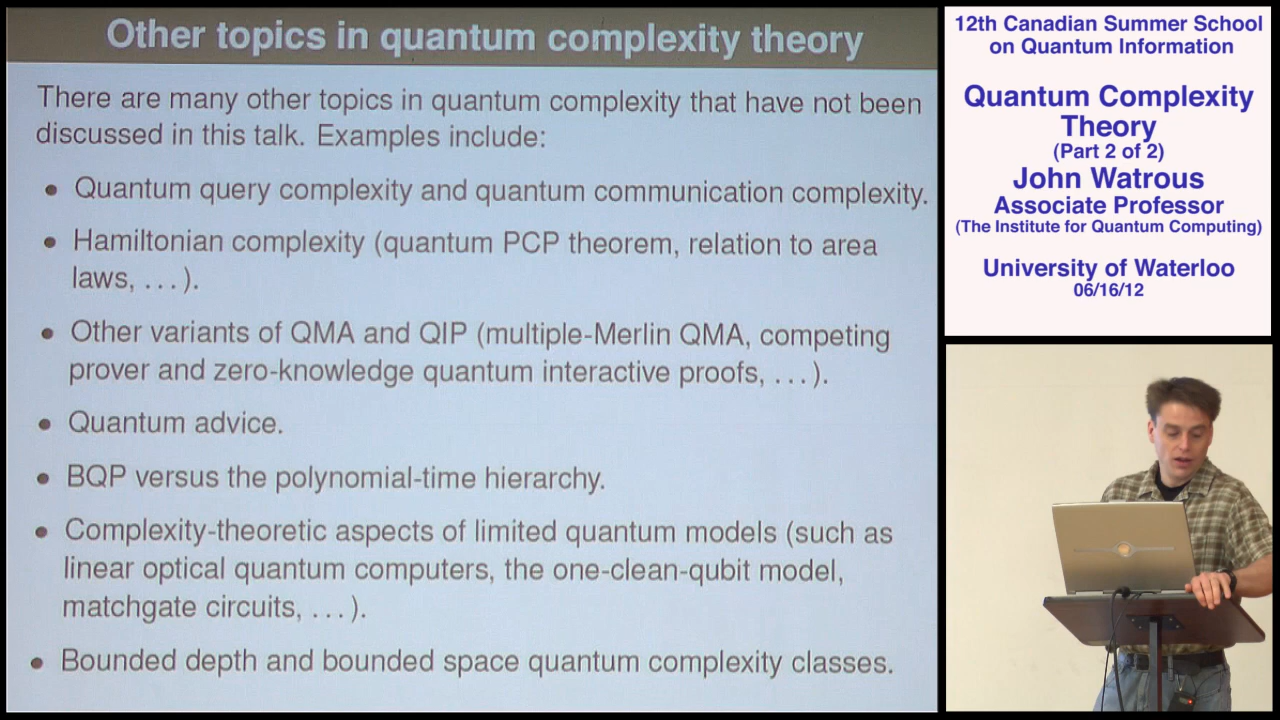 Other topics in quantum complexity theory
There are many other topics in quantum complexity that have not been
discussed in this talk. Examples include:
• Quantum query complexity and quantum communication complexity.
• Hamiltonian complexity (quantum PCP theorem, relation to area
laws, ...).
• Other variants of QMA and QIP (multiple-Merlin QMA, competing
prover and zero-knowledge quantum interactive proofs, ...).
• Quantum advice.
• BQP versus the polynomial-time hierarchy.
• Complexity-theoretic aspects of limited quantum models (such as
linear optical quantum computers, the one-clean-qubit model,
matchgate circuits, ...).
• Bounded depth and bounded space quantum complexity classes.
12th Canadian Summer School
on Quantum Information
Quantum Complexity
Theory
(Part 2 of 2)
John Watrous
Associate Professor
(The Institute for Quantum Computing)
University of Waterloo
06/16/12